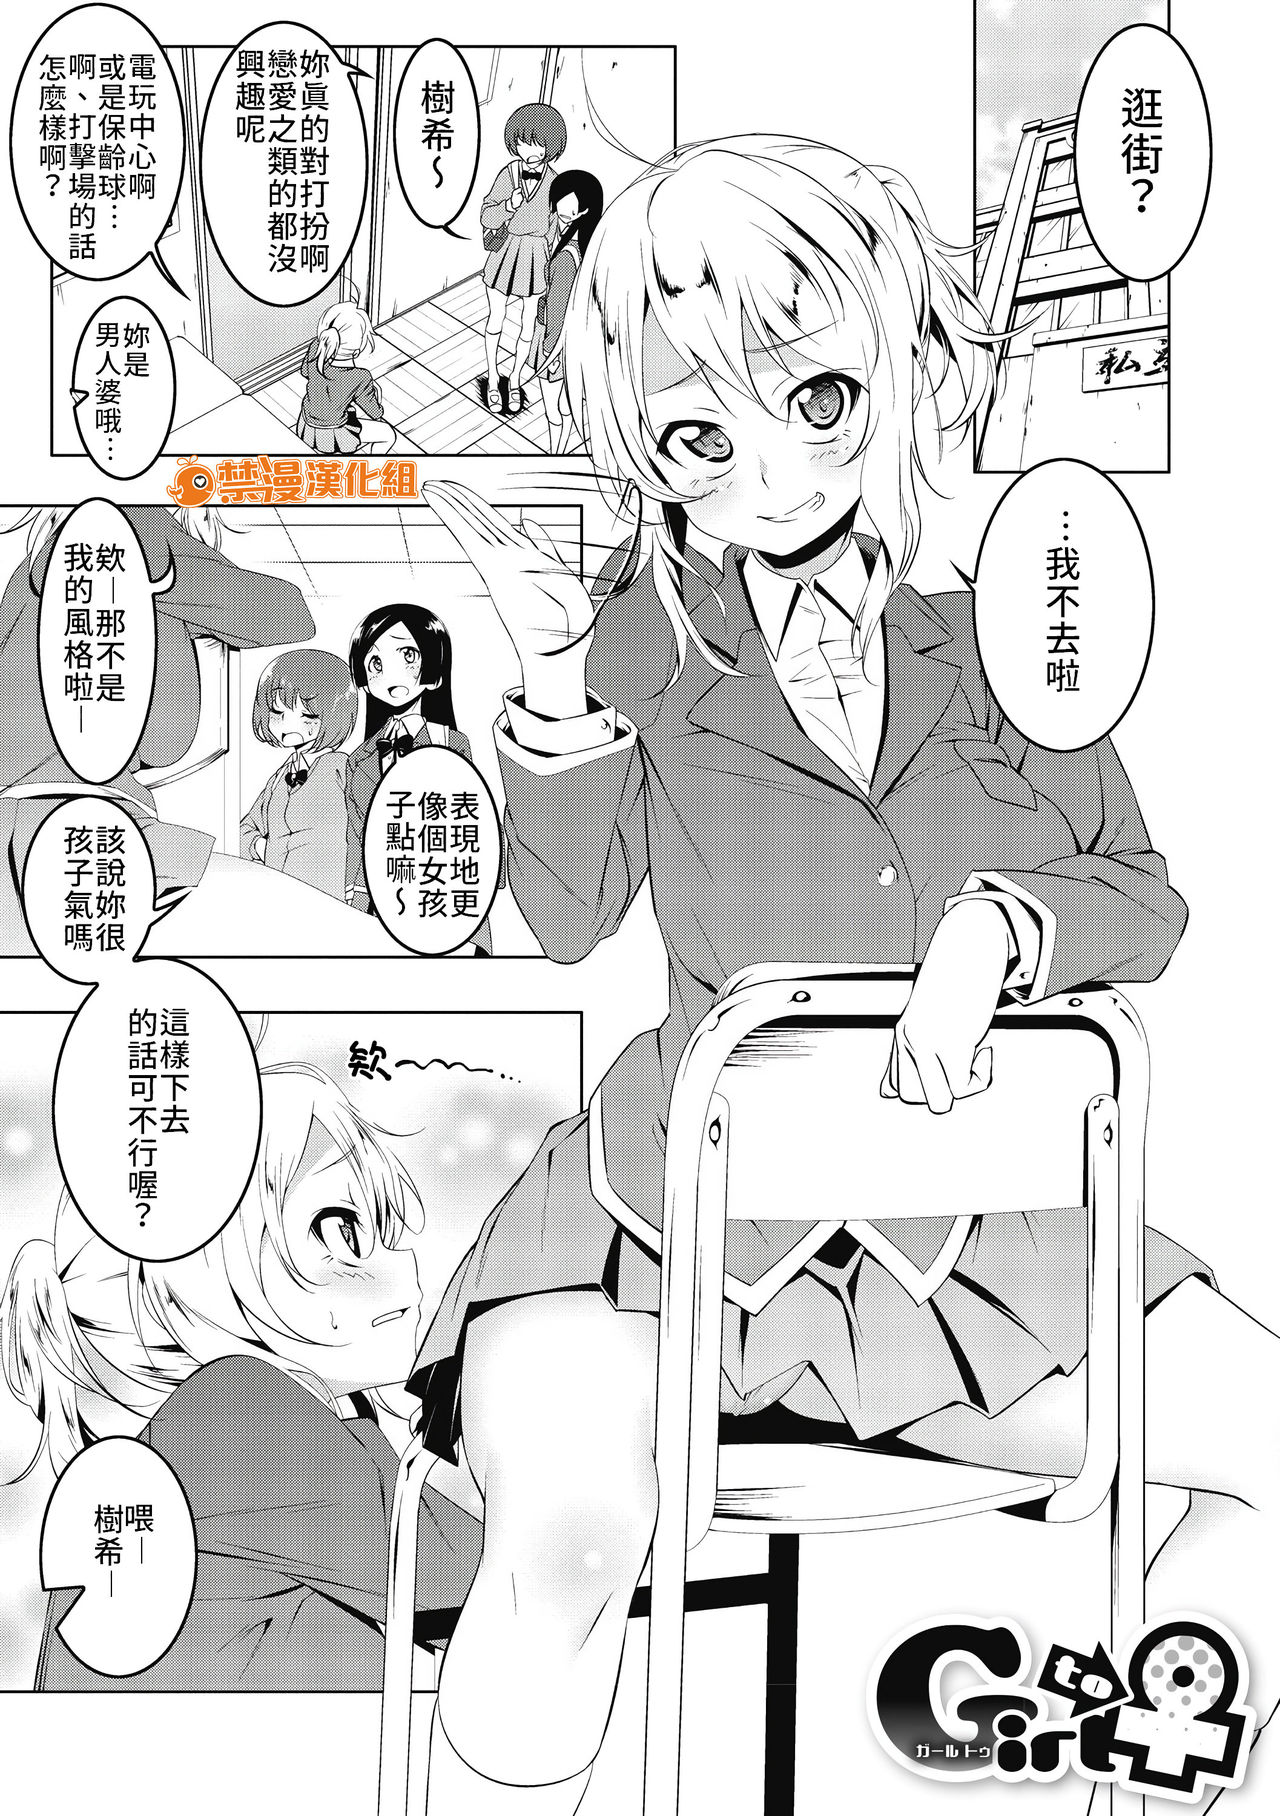 逛街？
私立
…我不去啦
樹希～
妳真的對打扮啊
戀愛之類的都沒
興趣呢
電玩中心啊
或是保齡球…
啊、打擊場的話
怎麼樣啊？
妳是
男人婆哦…
禁漫漢化組
表現地更
像個女孩
子點嘛～
欸—那不是
我的風格啦—
該說妳很
孩子氣嗎
這樣下去
的話可不行喔？
欸～～…
喂—
樹希—
Girl to
ガール トゥ